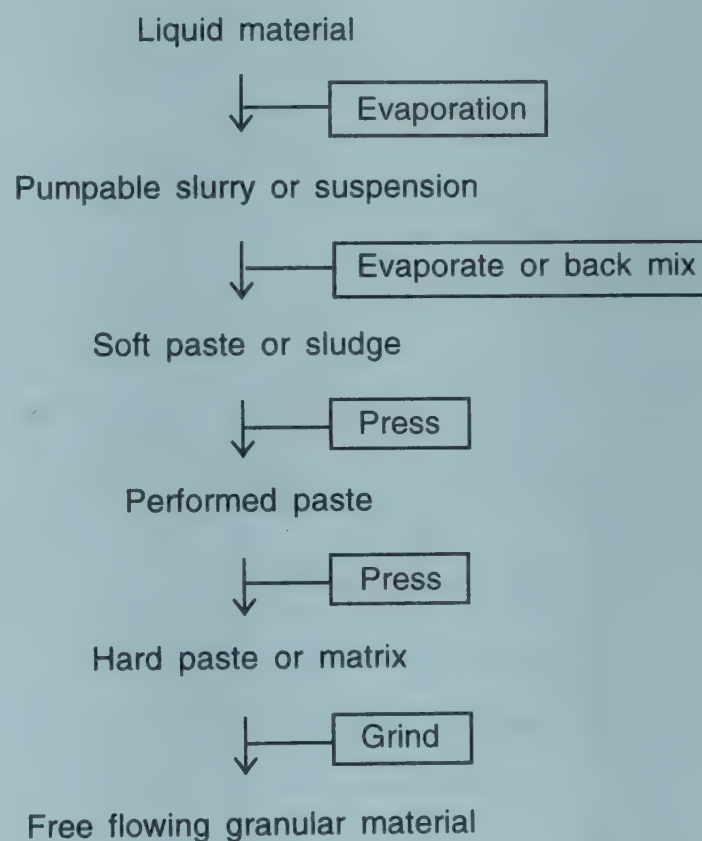 Liquid material
Evaporation
Pumpable slurry or suspension
Evaporate or back mix
Soft paste or sludge
Press
Performed paste
Press
Hard paste or matrix
Grind
Free flowing granular material